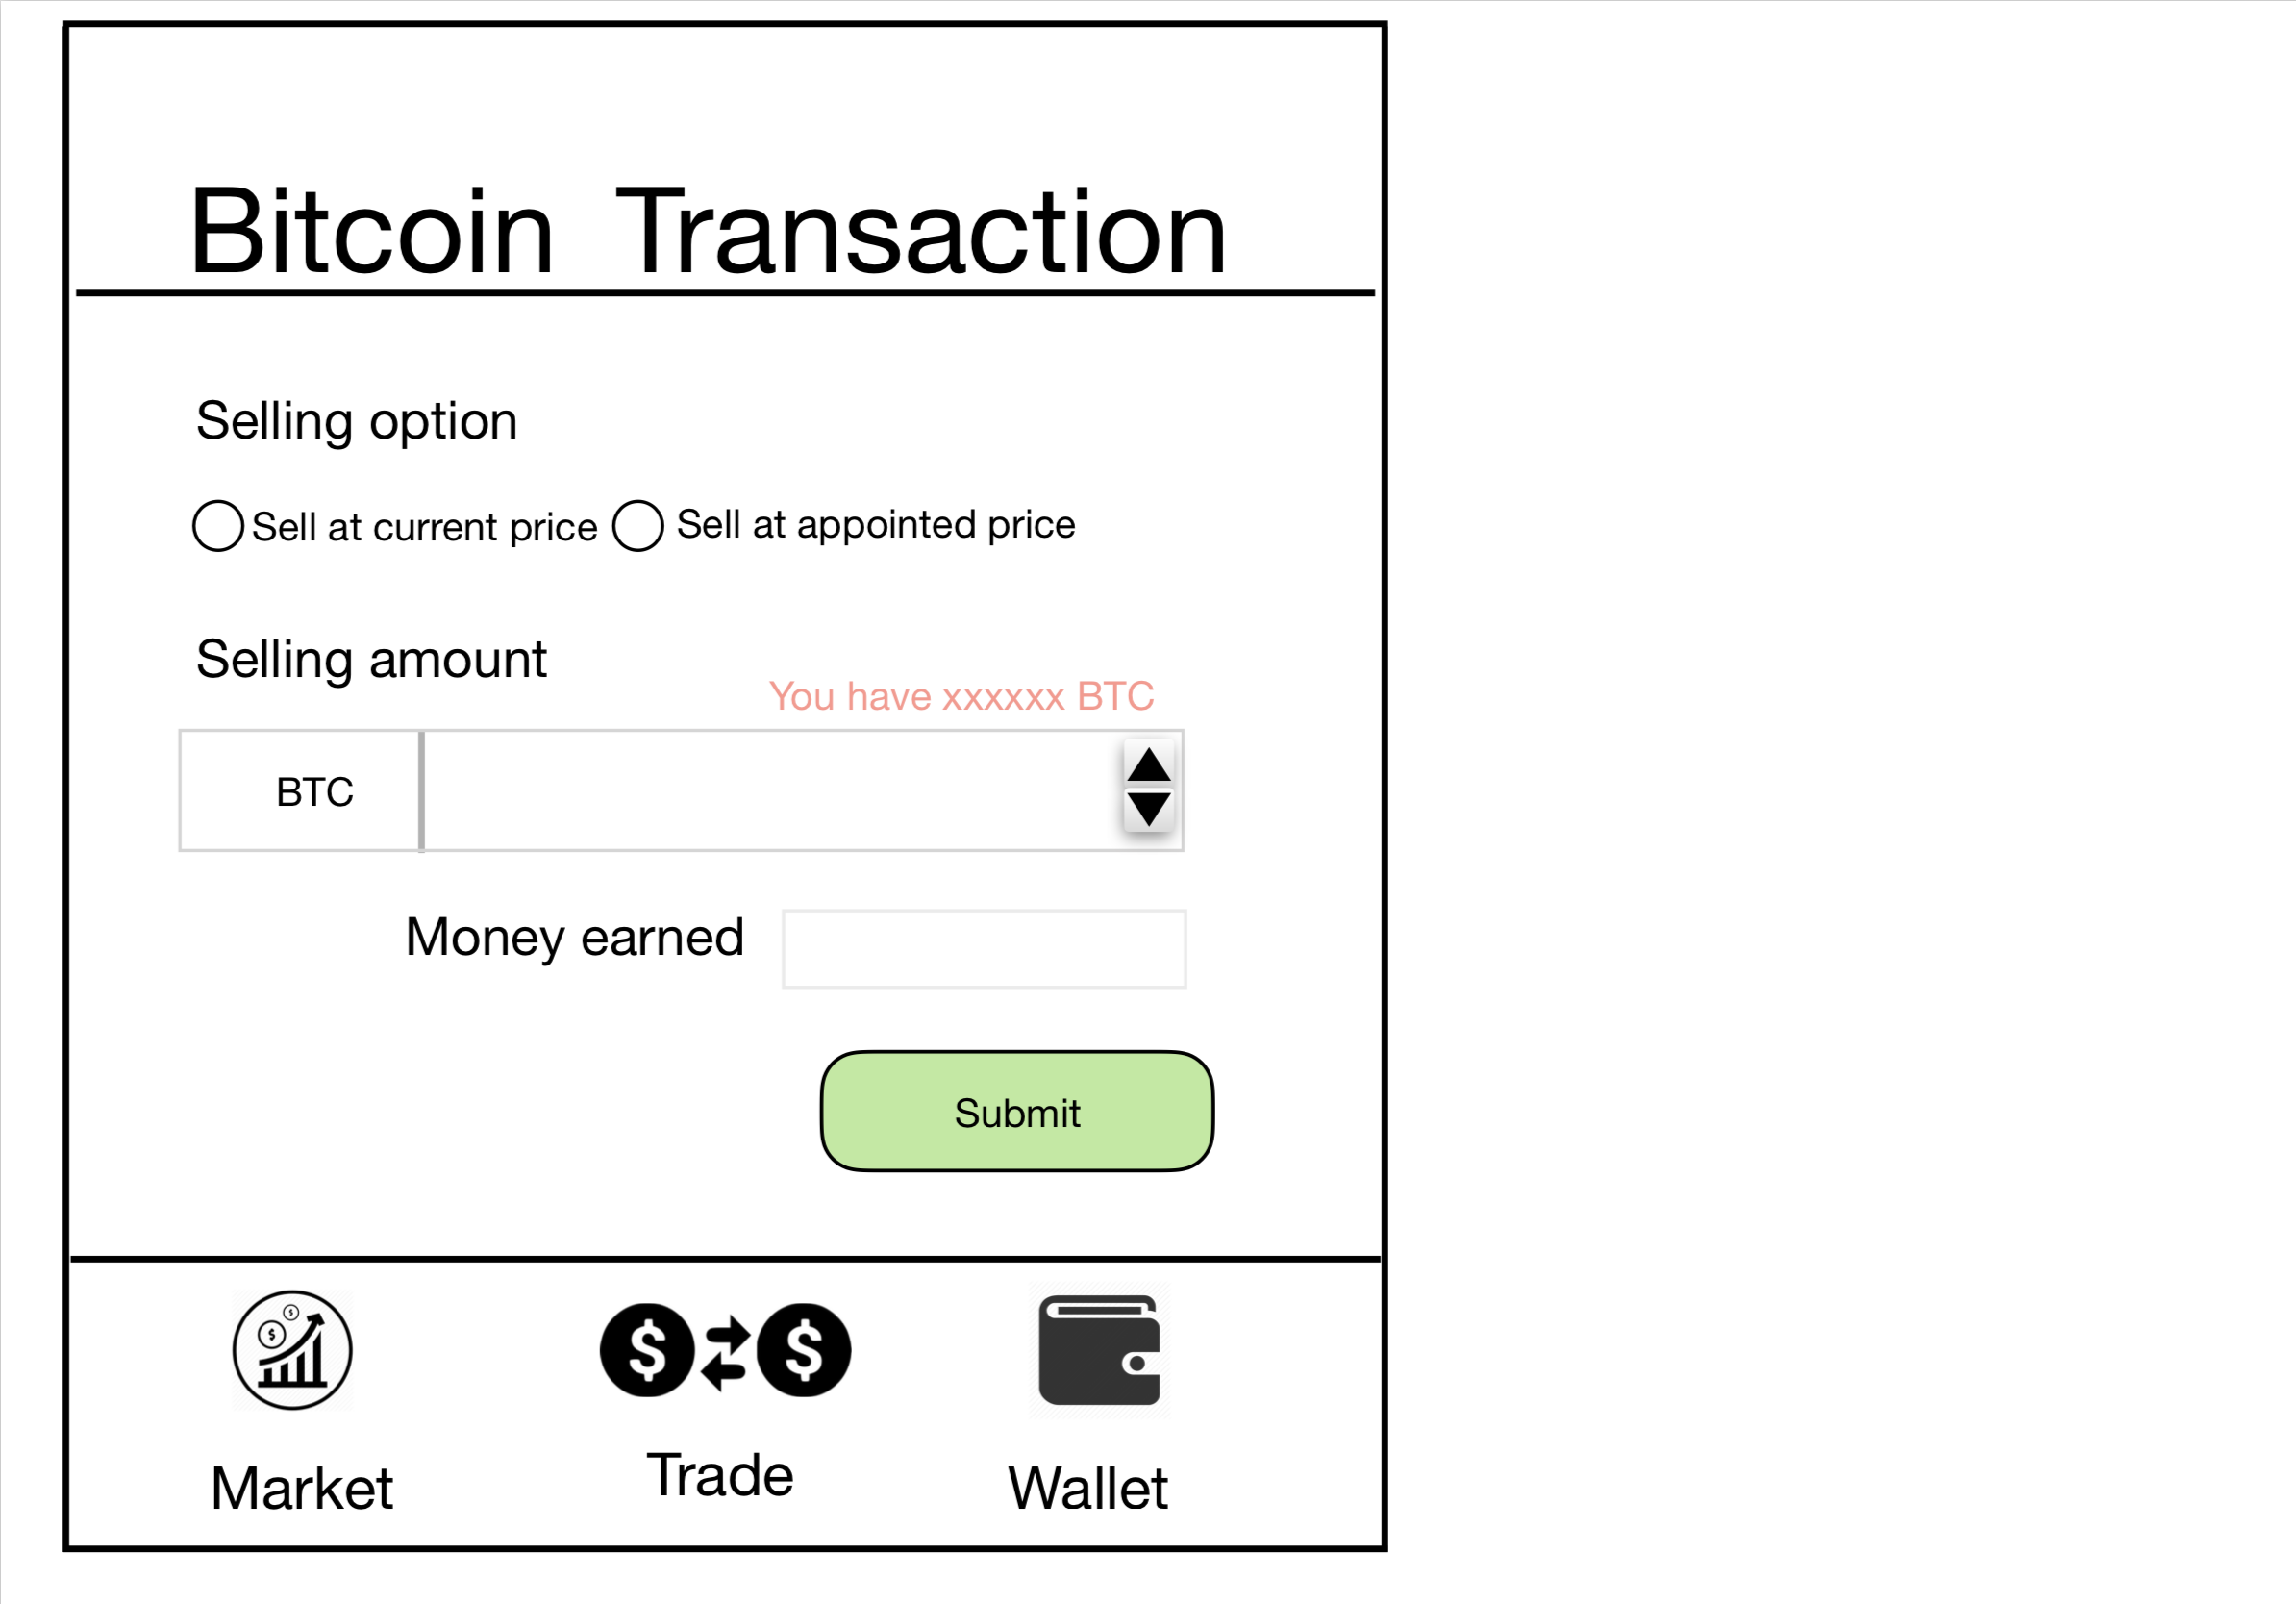 Bitcoin Transaction
Selling option
Sell at current price Sell at appointed price
Selling amount
You have xxxxxx BTC
BTC
Money earned
Submit
$ $ $ $
Market Trade Wallet